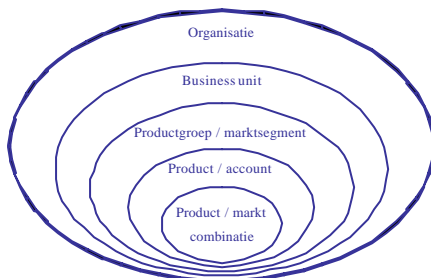 Organisatie
Business unit
Productgroep / marktsegment
Product / account
Product / markt
combinatie